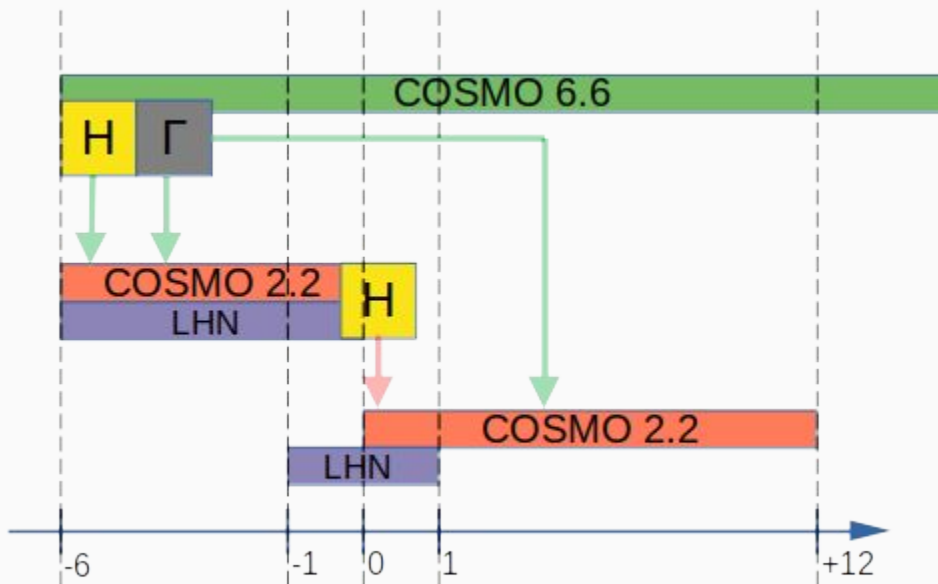 COSMO 6.6
Н Г
COSMO 2.2
LHN
Н
COSMO 2.2
LHN
-6 -1 0 1 +12